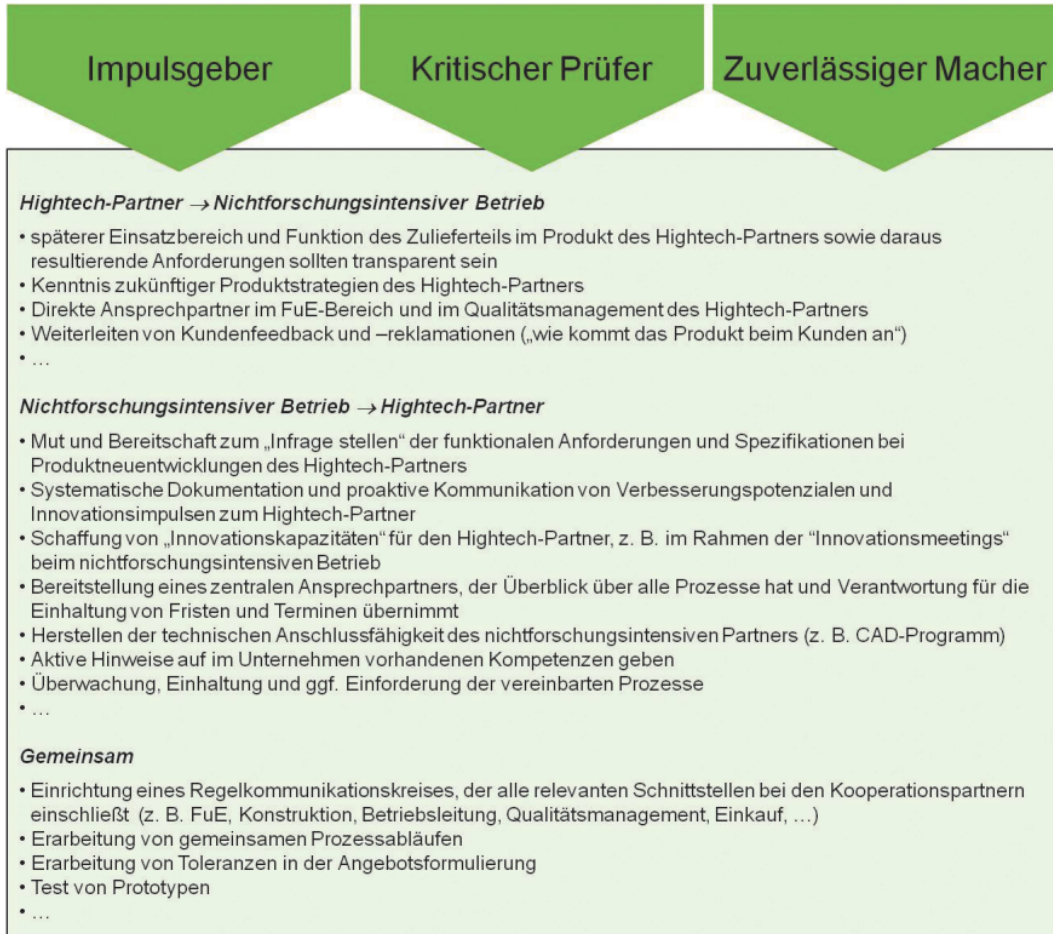 Impulsgeber
Kritischer Prüfer
Zuverlässiger Macher
Hightech-Partner → Nichtforschungsintensiver Betrieb
• späterer Einsatzbereich und Funktion des Zulieferteils im Produkt des Hightech-Partners sowie daraus
resultierende Anforderungen sollten transparent sein
• Kenntnis zukünftiger Produktstrategien des Hightech-Partners
• Direkte Ansprechpartner im FuE-Bereich und im Qualitätsmanagement des Hightech-Partners
• Weiterleiten von Kundenfeedback und –reklamationen („wie kommt das Produkt beim Kunden an“)
• ...
Nichtforschungsintensiver Betrieb → Hightech-Partner
• Mut und Bereitschaft zum „Infrage stellen“ der funktionalen Anforderungen und Spezifikationen bei
Produktneuentwicklungen des Hightech-Partners
• Systematische Dokumentation und proaktive Kommunikation von Verbesserungspotenzialen und
Innovationsimpulsen zum Hightech-Partner
• Schaffung von „Innovationskapazitäten“ für den Hightech-Partner, z. B. im Rahmen der “Innovationsmeetings“
beim nichtforschungsintensiven Betrieb
• Bereitstellung eines zentralen Ansprechpartners, der Überblick über alle Prozesse hat und Verantwortung für die
Einhaltung von Fristen und Terminen übernimmt
• Herstellen der technischen Anschlussfähigkeit des nichtforschungsintensiven Partners (z. B. CAD-Programm)
• Aktive Hinweise auf im Unternehmen vorhandenen Kompetenzen geben
• Überwachung, Einhaltung und ggf. Einforderung der vereinbarten Prozesse
• ...
Gemeinsam
• Einrichtung eines Regelkommunikationskreises, der alle relevanten Schnittstellen bei den Kooperationspartnern
einschließt (z. B. FuE, Konstruktion, Betriebsleitung, Qualitätsmanagement, Einkauf, ...)
• Erarbeitung von gemeinsamen Prozessabläufen
• Erarbeitung von Toleranzen in der Angebotsformulierung
• Test von Prototypen
• ...